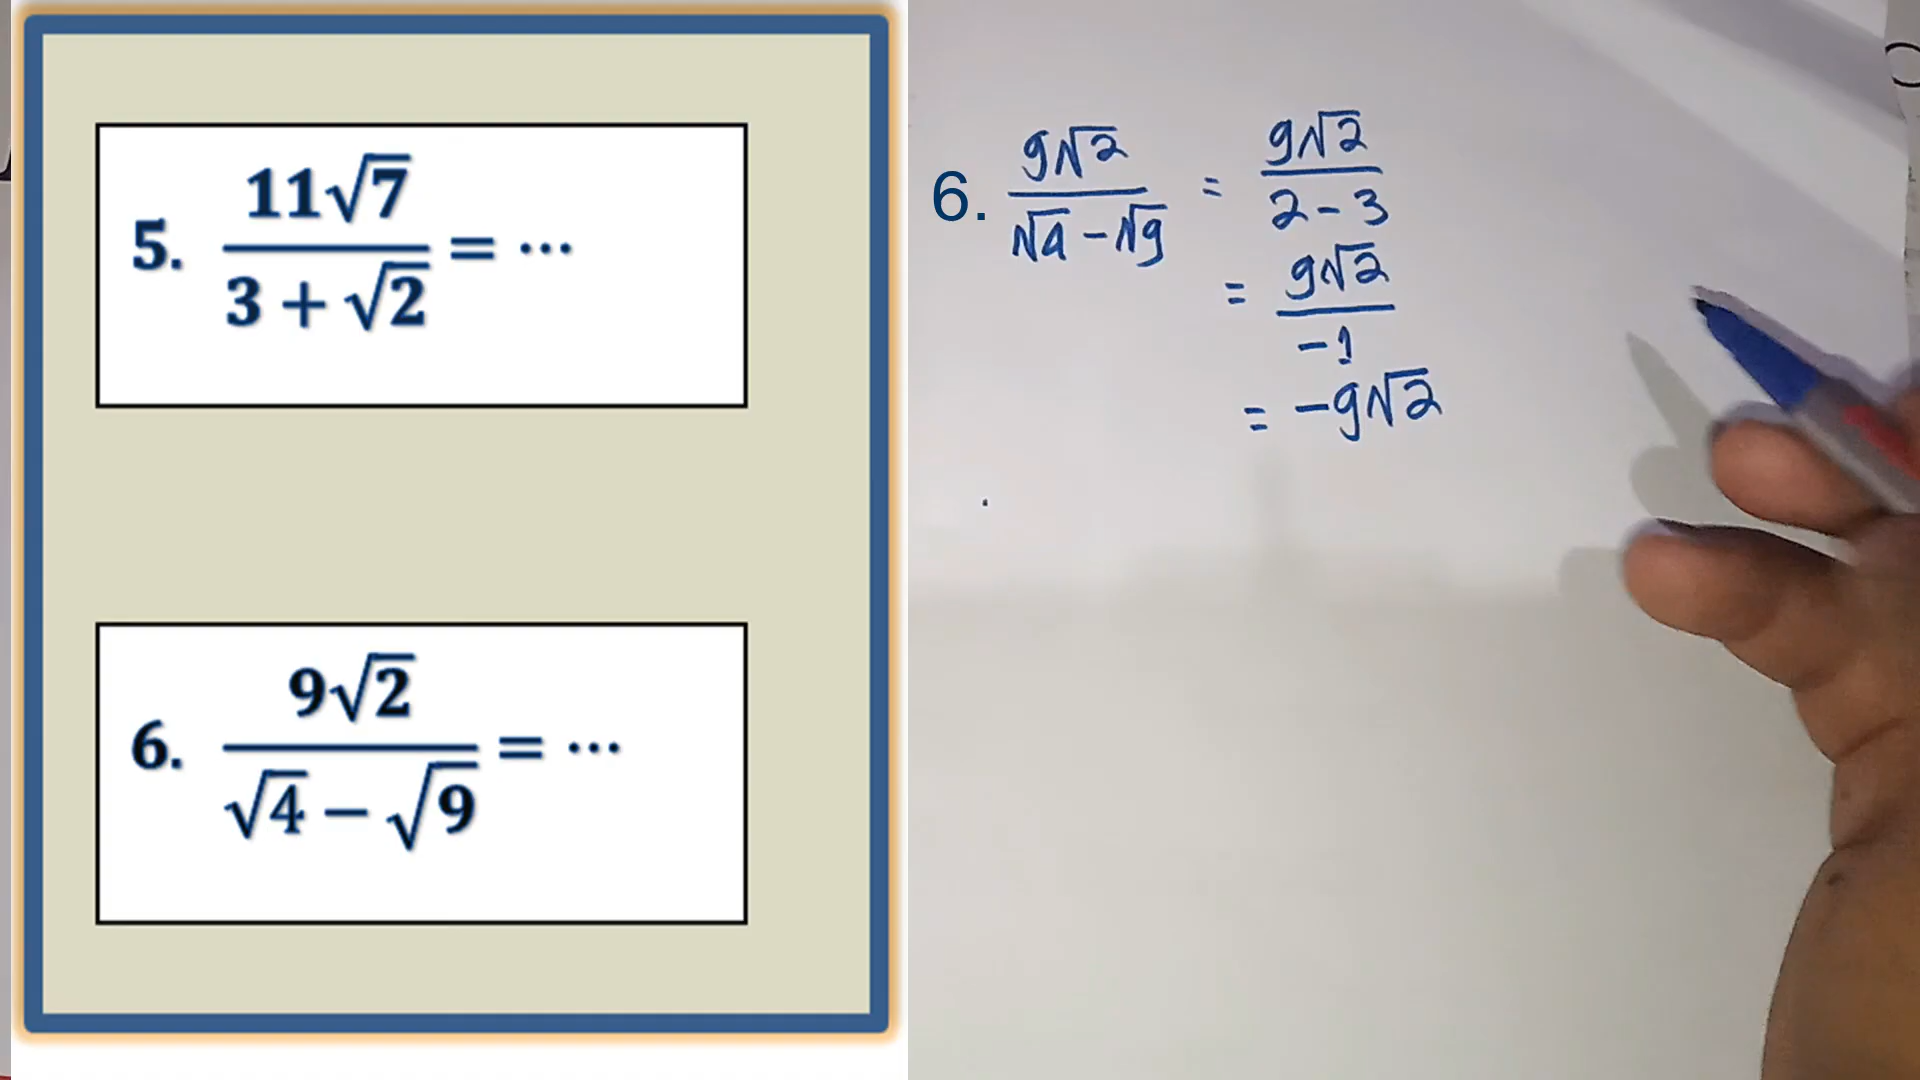 5. 11√7 / (3 + √2) = ⋯
6. 9√2 / (√4 − √9) = ⋯
6. 9√2 / (√4 − √9) = 9√2 / (2 − 3)
= 9√2 / −1
= −9√2